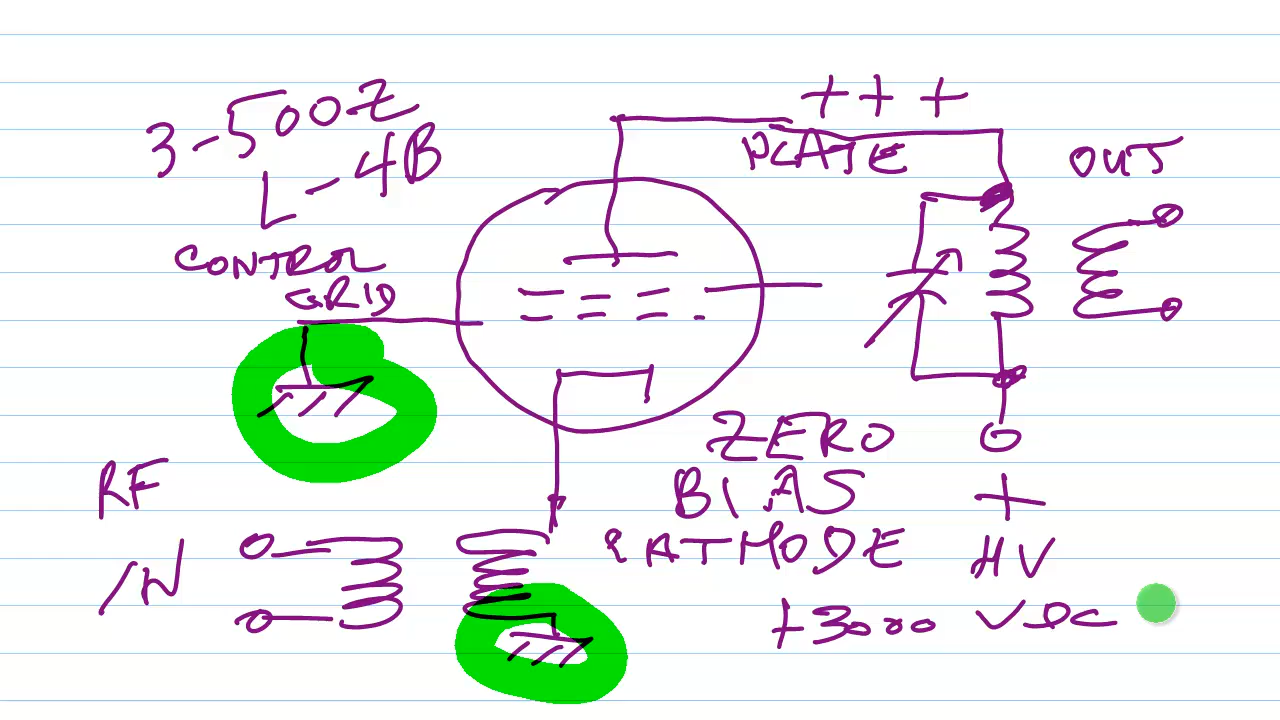 3-500Z
-4B
CONTROL
GRID
+++
PLATE
OUT
RF
IN
ZERO
BIAS
CATHODE
+
HV
+3000 VDC